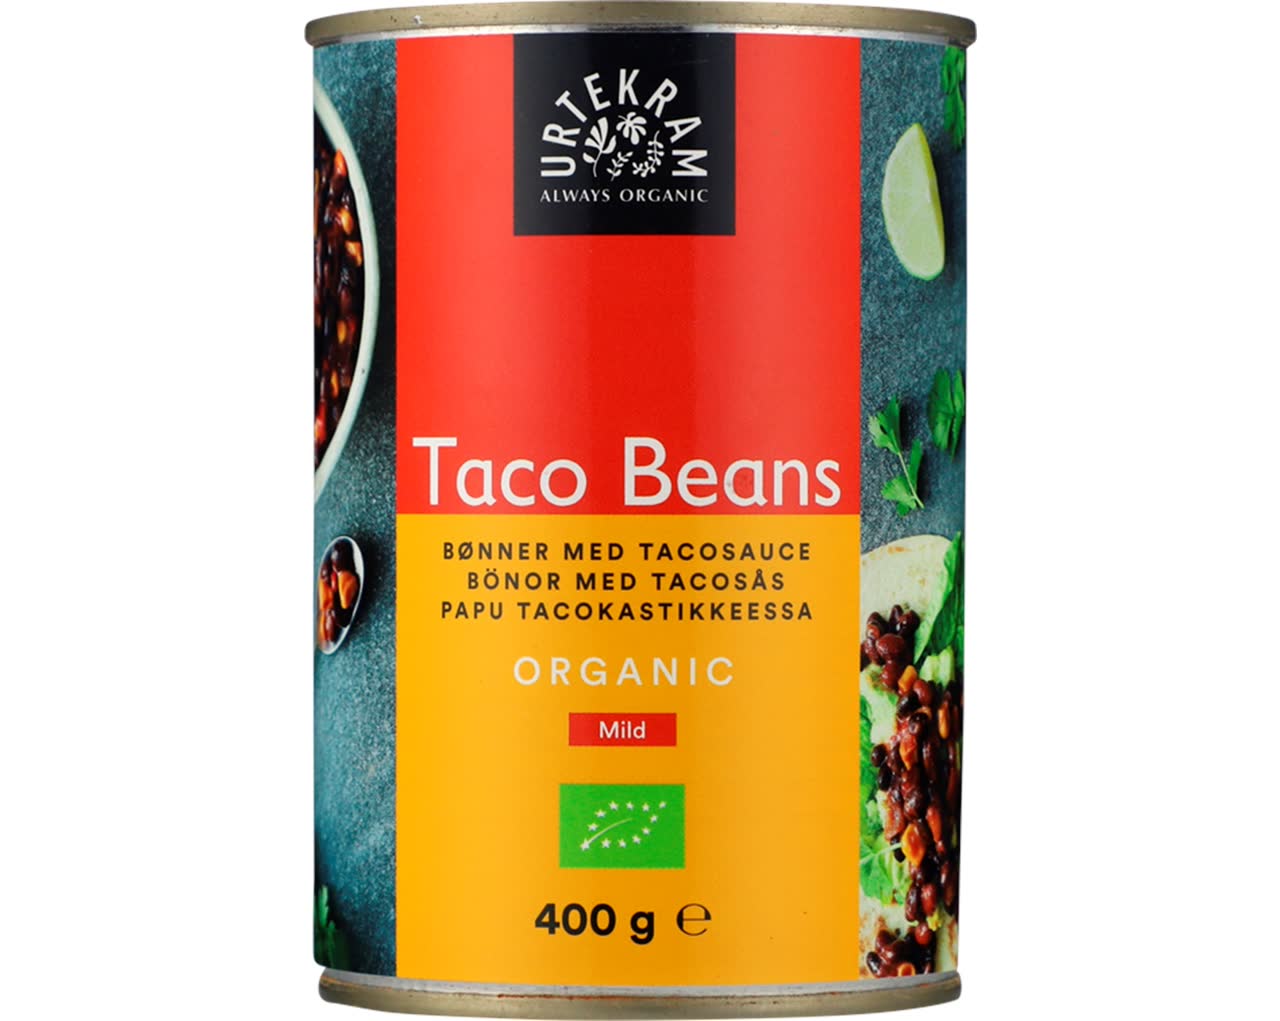 URTEKRAM
ALWAYS ORGANIC
Taco Beans
BØNNER MED TACOSAUCE
BÖNOR MED TACOSÅS
PAPU TACOKASTIKKEESSA
ORGANIC
Mild
400 g ℮